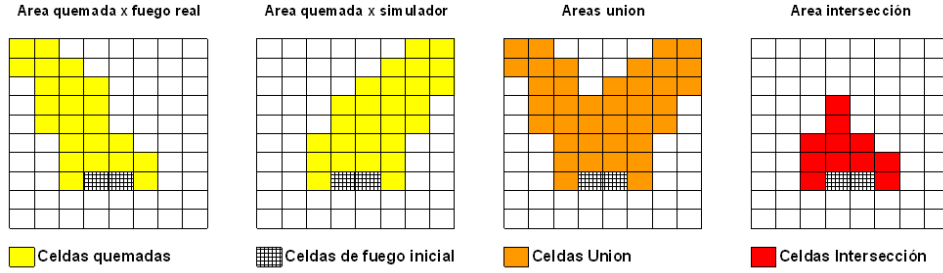 Area quemada x fuego real
Area quemada x simulador
Areas union
Area intersección
Celdas quemadas
Celdas de fuego inicial
Celdas Union
Celdas Intersección